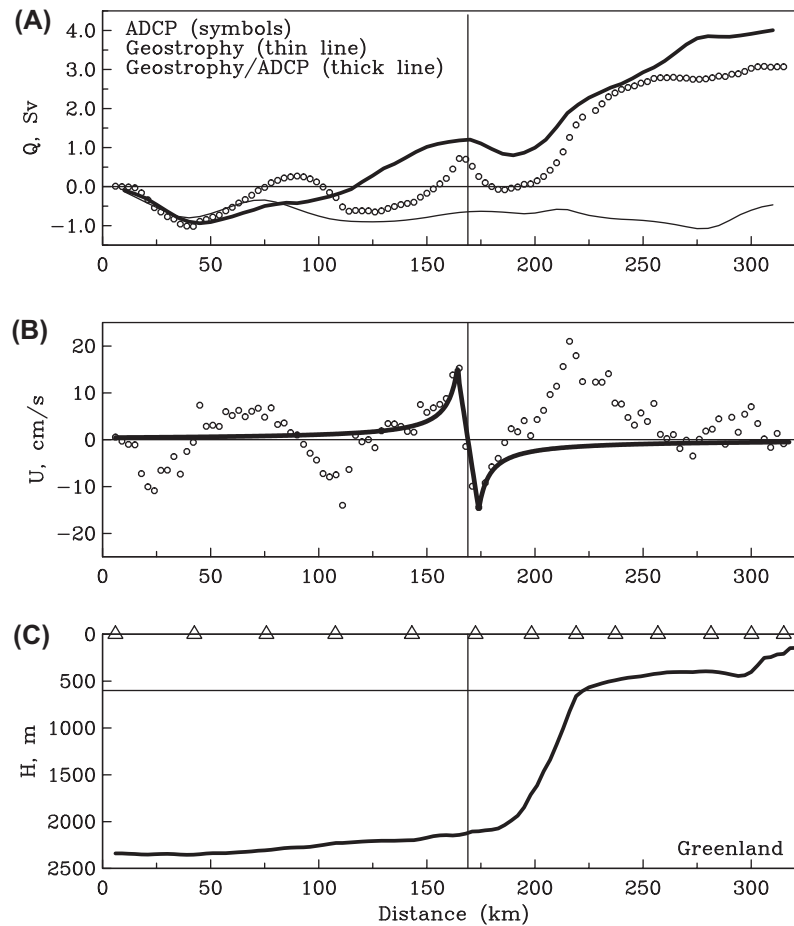 (A)
ADCP (symbols)
Geostrophy (thin line)
Geostrophy/ADCP (thick line)
4.0
3.0
2.0
1.0
0.0
−1.0
Q, Sv
0 50 100 150 200 250 300
(B)
20
10
0
−10
−20
U, cm/s
0 50 100 150 200 250 300
(C)
0
500
1000
1500
2000
2500
H, m
Greenland
0 50 100 150 200 250 300
Distance (km)